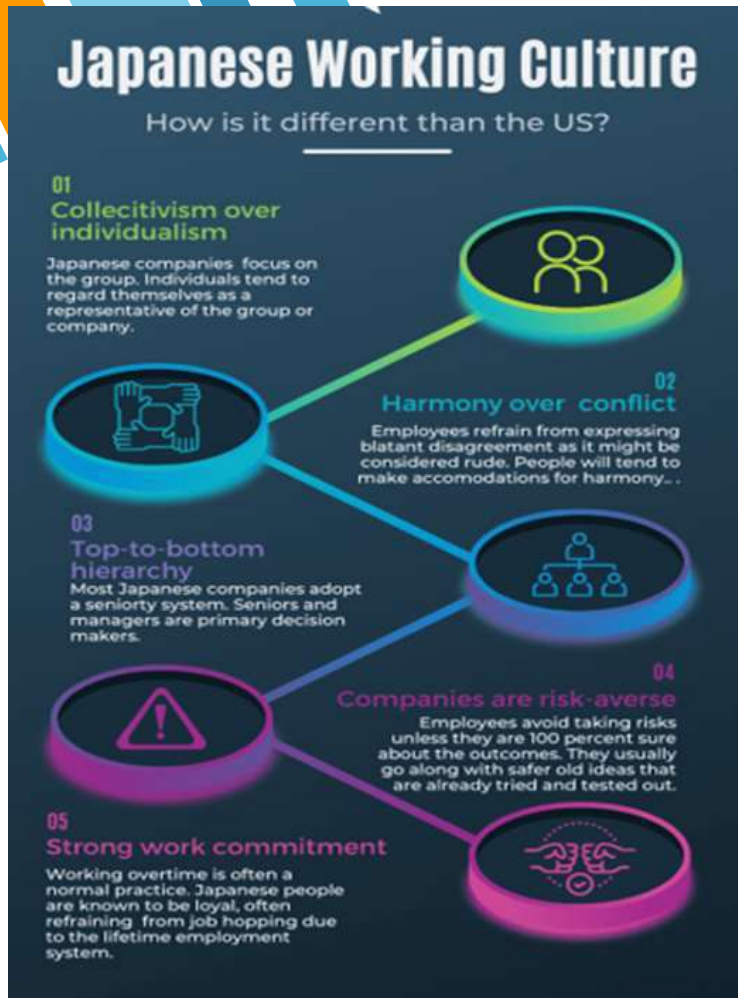 Japanese Working Culture
How is it different than the US?
01
Collecitivism over
individualism
Japanese companies focus on
the group. Individuals tend to
regard themselves as a
representative of the group or
company.
02
Harmony over conflict
Employees refrain from expressing
blatant disagreement as it might be
considered rude. People will tend to
make accomodations for harmony.. .
03
Top-to-bottom
hierarchy
Most Japanese companies adopt
a seniorty system. Seniors and
managers are primary decision
makers.
04
Companies are risk-averse
Employees avoid taking risks
unless they are 100 percent sure
about the outcomes. They usually
go along with safer old ideas that
are already tried and tested out.
05
Strong work commitment
Working overtime is often a
normal practice. Japanese people
are known to be loyal, often
refraining from job hopping due
to the lifetime employment
system.